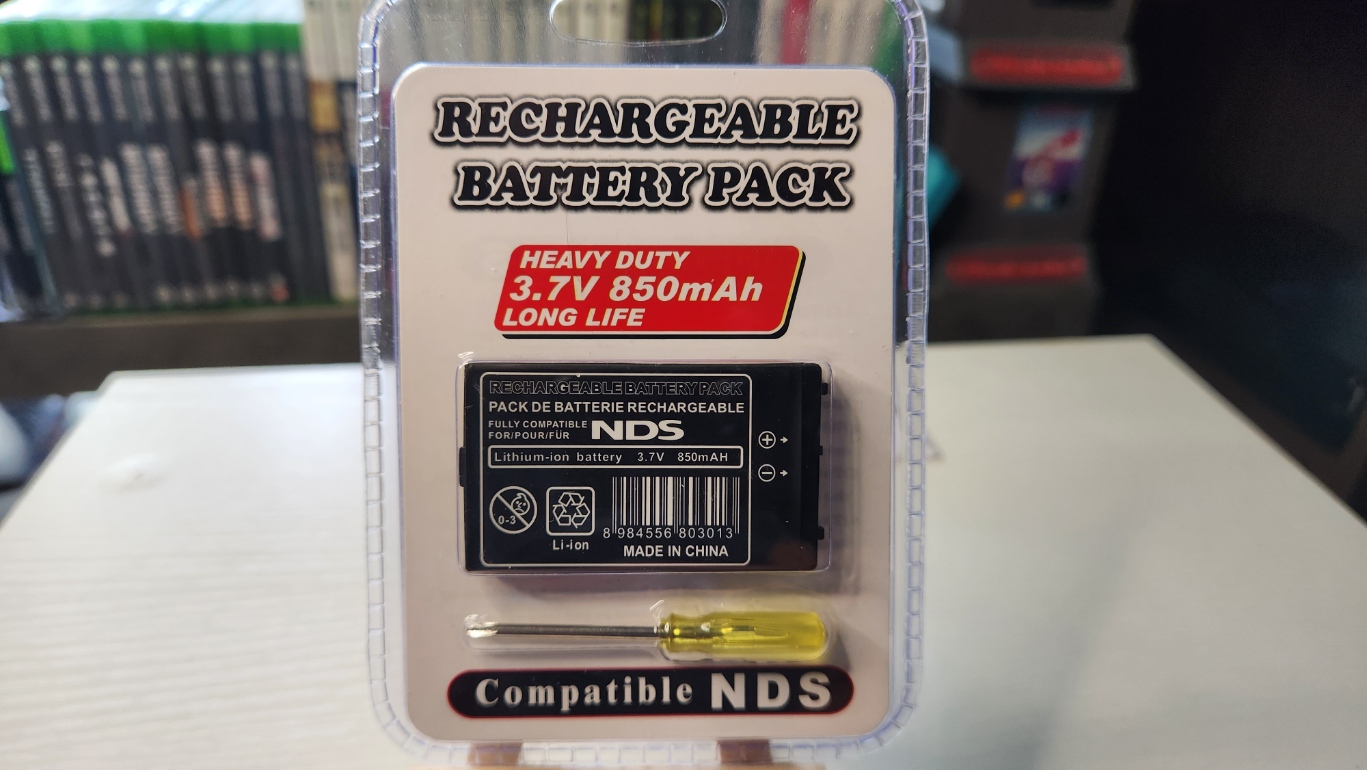 RECHARGEABLE
BATTERY PACK
HEAVY DUTY
3.7V 850mAh
LONG LIFE
RECHARGEABLE BATTERY PACK
PACK DE BATTERIE RECHARGEABLE
FULLY COMPATIBLE
FOR/POUR/FÜR NDS
Lithium-ion battery 3.7V 850mAH
0-3
Li-ion
8 984556 803013
MADE IN CHINA
Compatible NDS